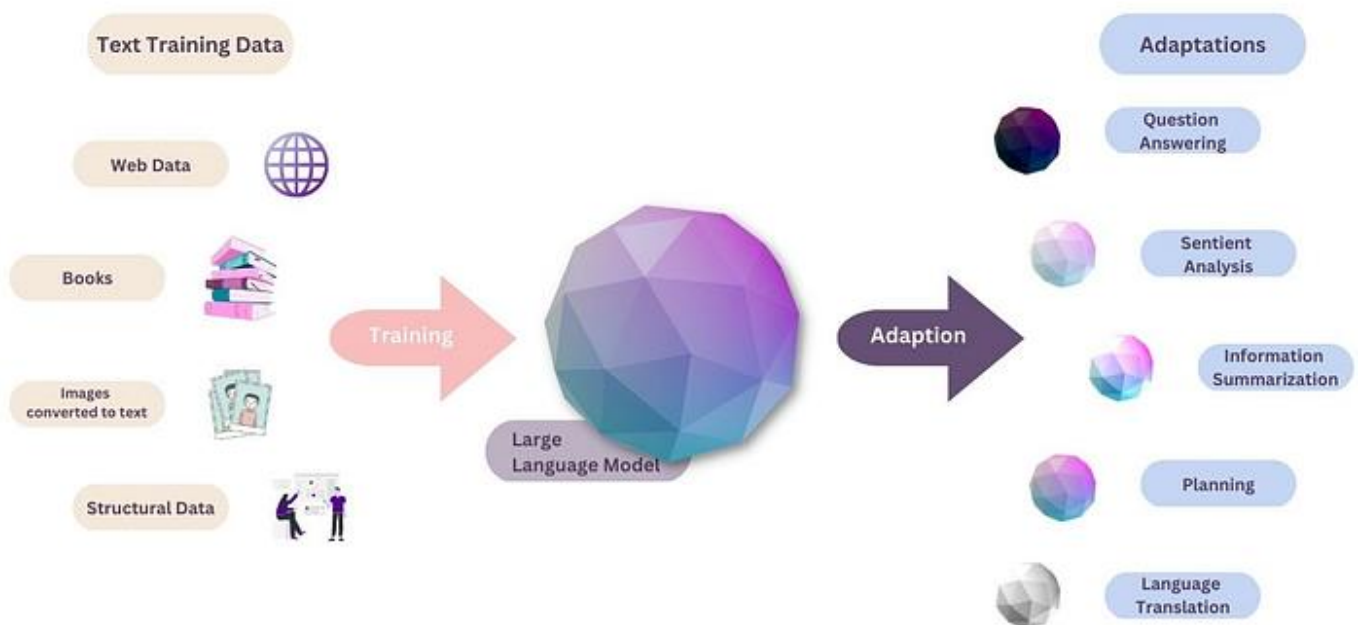 Text Training Data
Web Data
Books
Images
converted to text
Structural Data
Training
Large
Language Model
Adaption
Adaptations
Question
Answering
Sentient
Analysis
Information
Summarization
Planning
Language
Translation